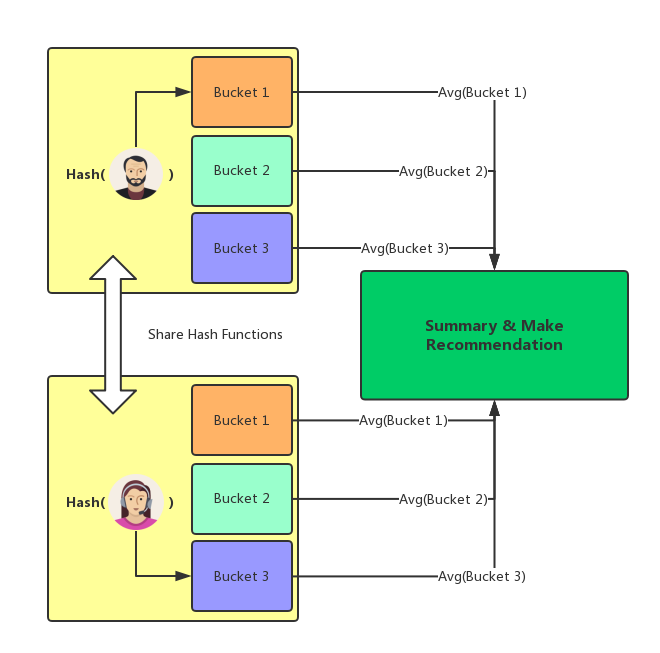 Bucket 1
Avg(Bucket 1)
Bucket 2
Avg(Bucket 2)
Hash( )
Bucket 3
Avg(Bucket 3)
Share Hash Functions
Summary & Make
Recommendation
Bucket 1
Avg(Bucket 1)
Bucket 2
Avg(Bucket 2)
Hash( )
Bucket 3
Avg(Bucket 3)